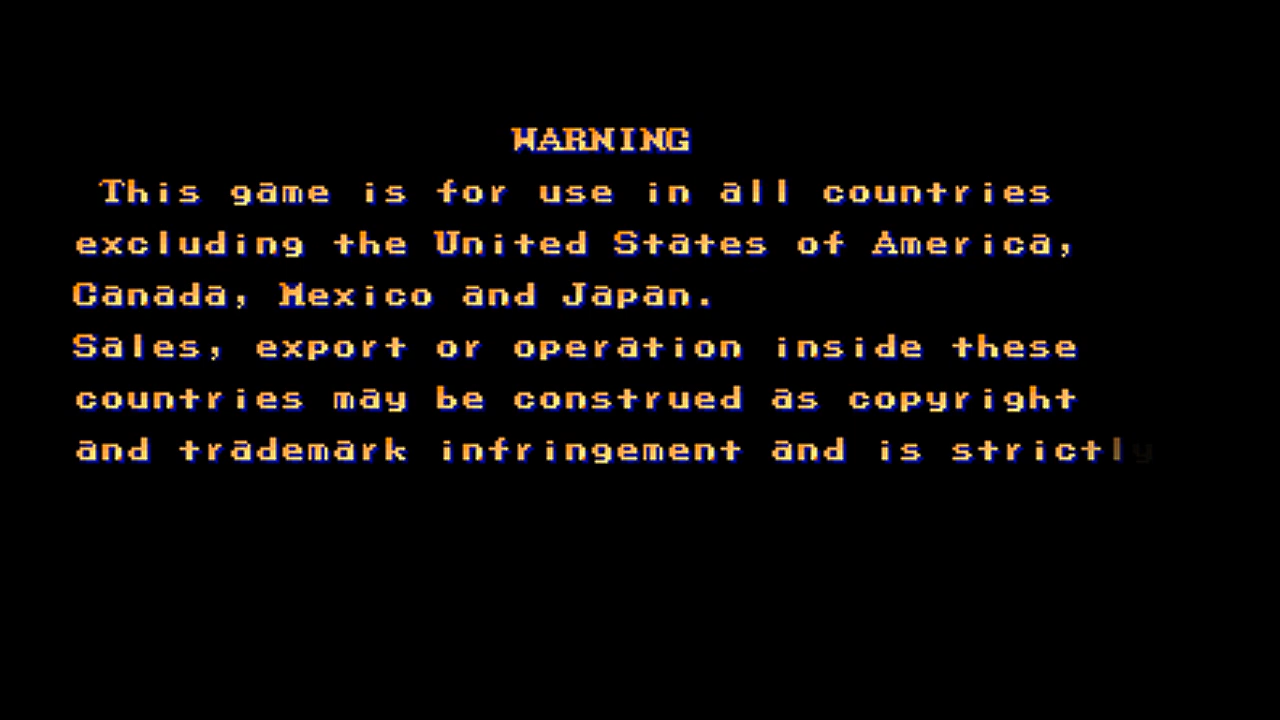 WARNING
This game is for use in all countries
excluding the United States of America,
Canada, Mexico and Japan.
Sales, export or operation inside these
countries may be construed as copyright
and trademark infringement and is strictly